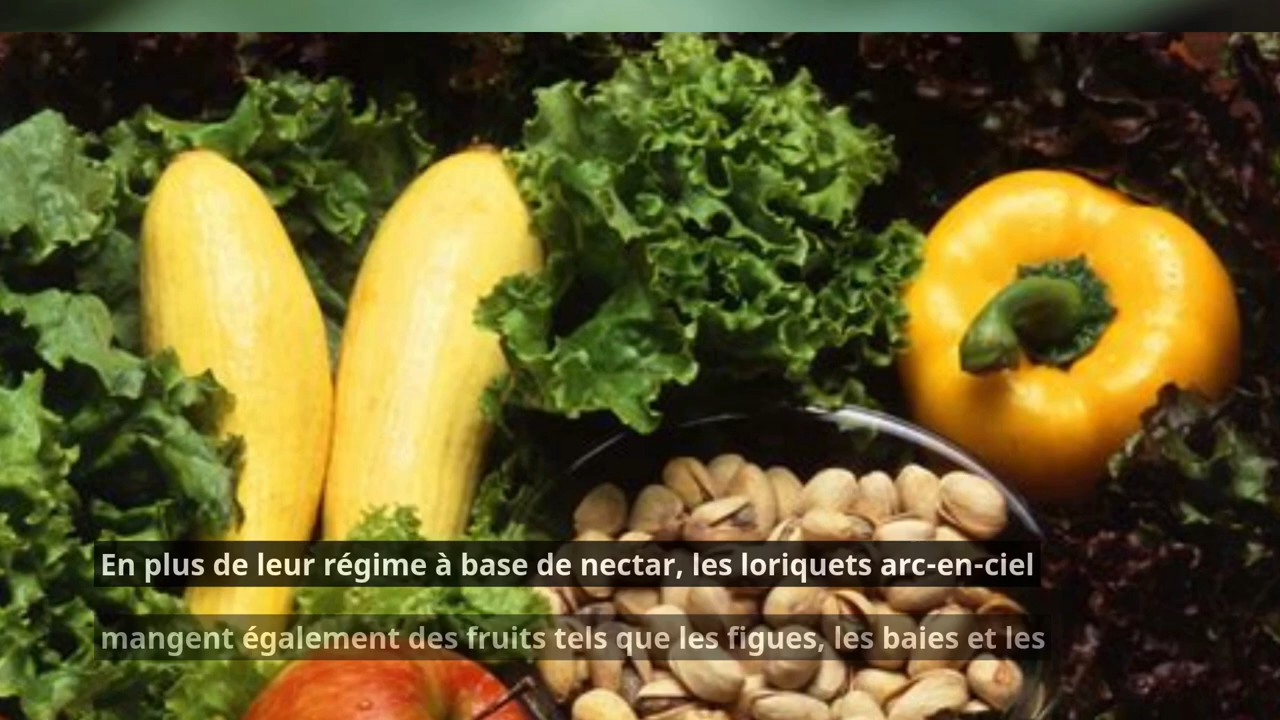 En plus de leur régime à base de nectar, les loriquets arc-en-ciel
mangent également des fruits tels que les figues, les baies et les